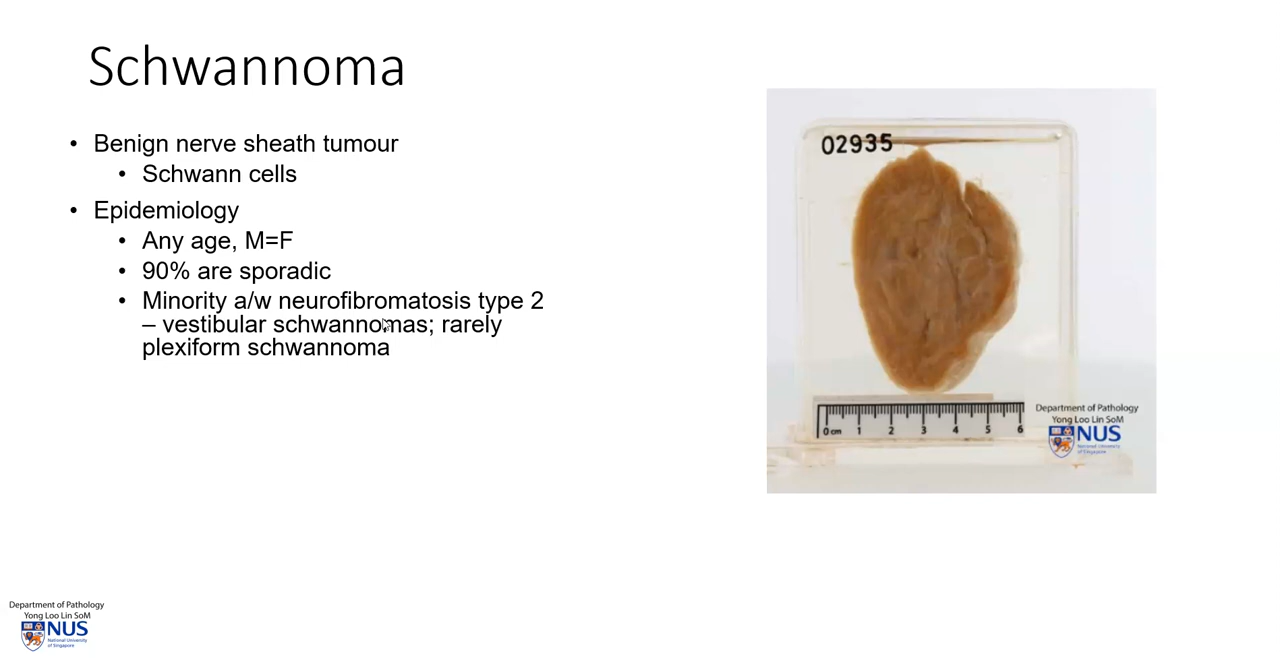 Schwannoma
• Benign nerve sheath tumour
• Schwann cells
• Epidemiology
• Any age, M=F
• 90% are sporadic
• Minority a/w neurofibromatosis type 2
– vestibular schwannomas; rarely
plexiform schwannoma
02935
0 cm 1 2 3 4 5 6
Department of Pathology
Yong Loo Lin SoM
NUS
National University
of Singapore
Department of Pathology
Yong Loo Lin SoM
NUS
National University
of Singapore